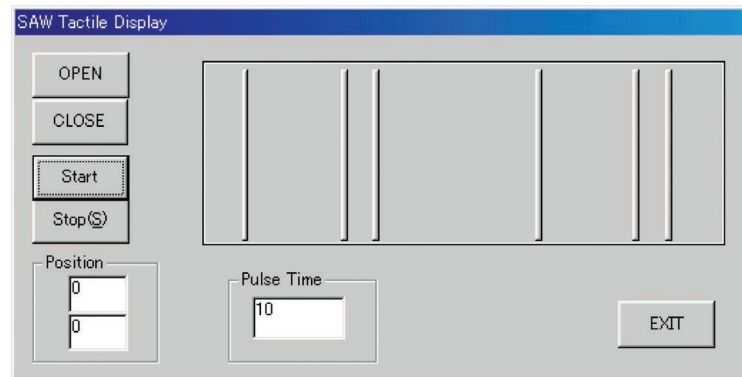 SAW Tactile Display
OPEN
CLOSE
Start
Stop(S)
Position
0
0
Pulse Time
10
EXIT